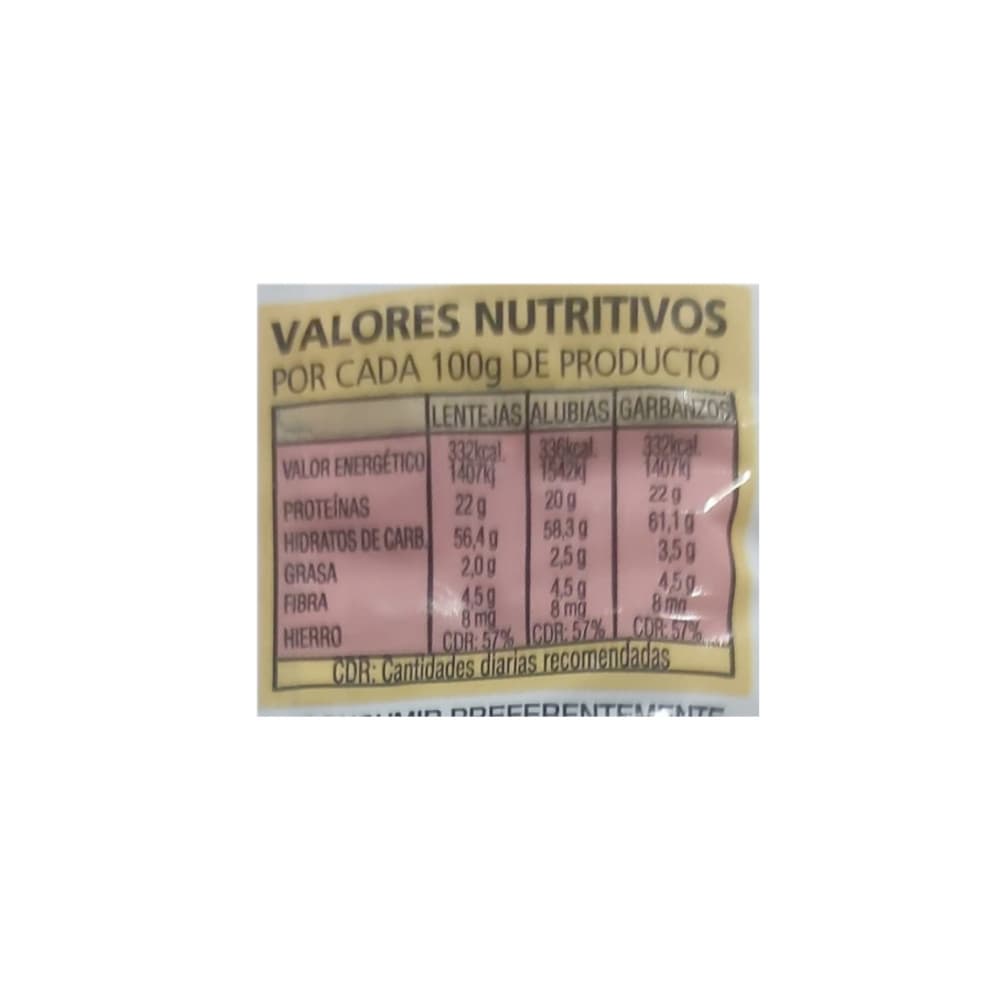 VALORES NUTRITIVOS
POR CADA 100g DE PRODUCTO
LENTEJAS ALUBIAS GARBANZOS
VALOR ENERGÉTICO 332kcal. 336kcal. 332kcal.
1407kj 1542kj 1407kj
PROTEÍNAS 22 g 20 g 22 g
HIDRATOS DE CARB. 56,4 g 58,3 g 61,1 g
GRASA 2,0 g 2,5 g 3,5 g
FIBRA 4,5 g 4,5 g 4,5 g
HIERRO 8 mg 8 mg 8 mg
CDR: 57% CDR: 57% CDR: 57%
CDR: Cantidades diarias recomendadas
PREFERENTEMENTE